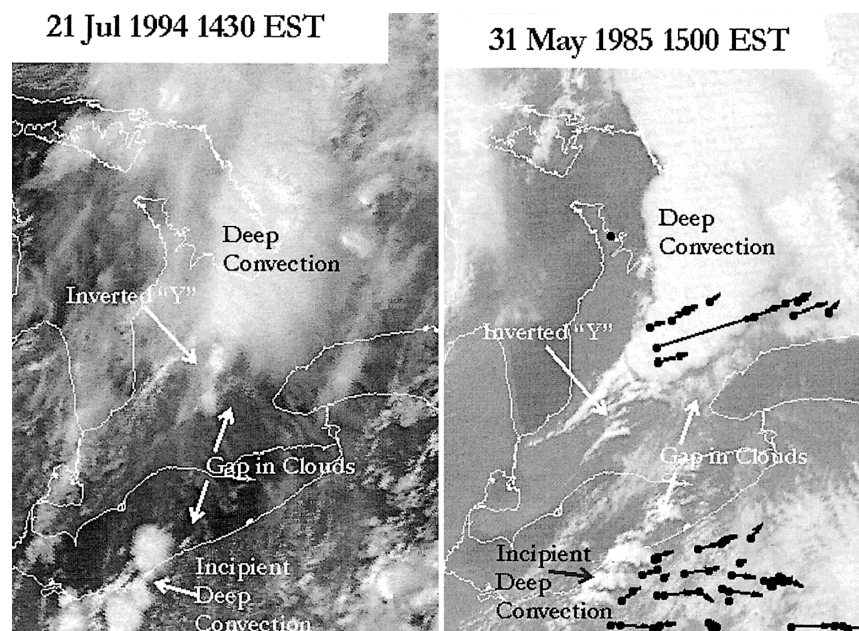 21 Jul 1994 1430 EST
Deep
Convection
Inverted "Y"
Gap in Clouds
Incipient
Deep
Convection
31 May 1985 1500 EST
Deep
Convection
Inverted "Y"
Gap in Clouds
Incipient
Deep
Convection